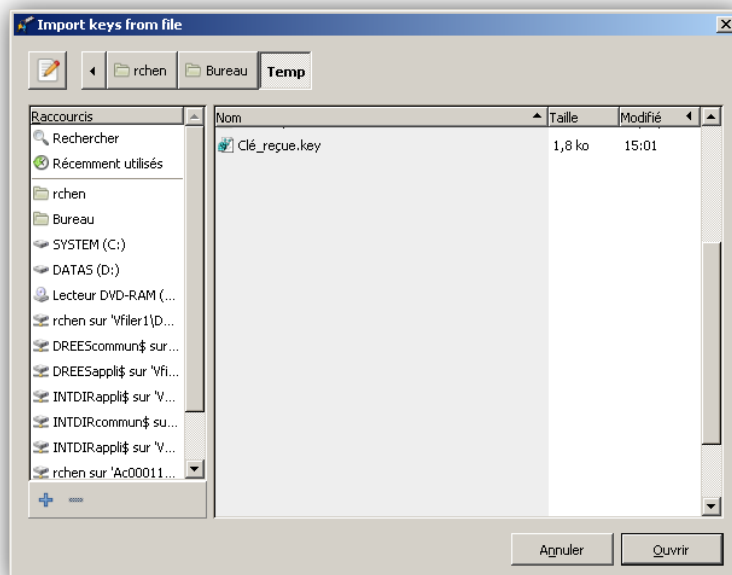 Import keys from file
rchen Bureau Temp
Raccourcis
Rechercher
Récemment utilisés
rchen
Bureau
SYSTEM (C:)
DATAS (D:)
Lecteur DVD-RAM (...
rchen sur 'Vfiler1\D...
DREEScommun$ sur...
DREESappli$ sur 'Vfi...
INTDIRappli$ sur 'V...
INTDIRcommun$ su...
INTDIRappli$ sur 'V...
rchen sur 'Ac00011...
Nom Taille Modifié
Clé_reçue.key 1,8 ko 15:01
Annuler Ouvrir